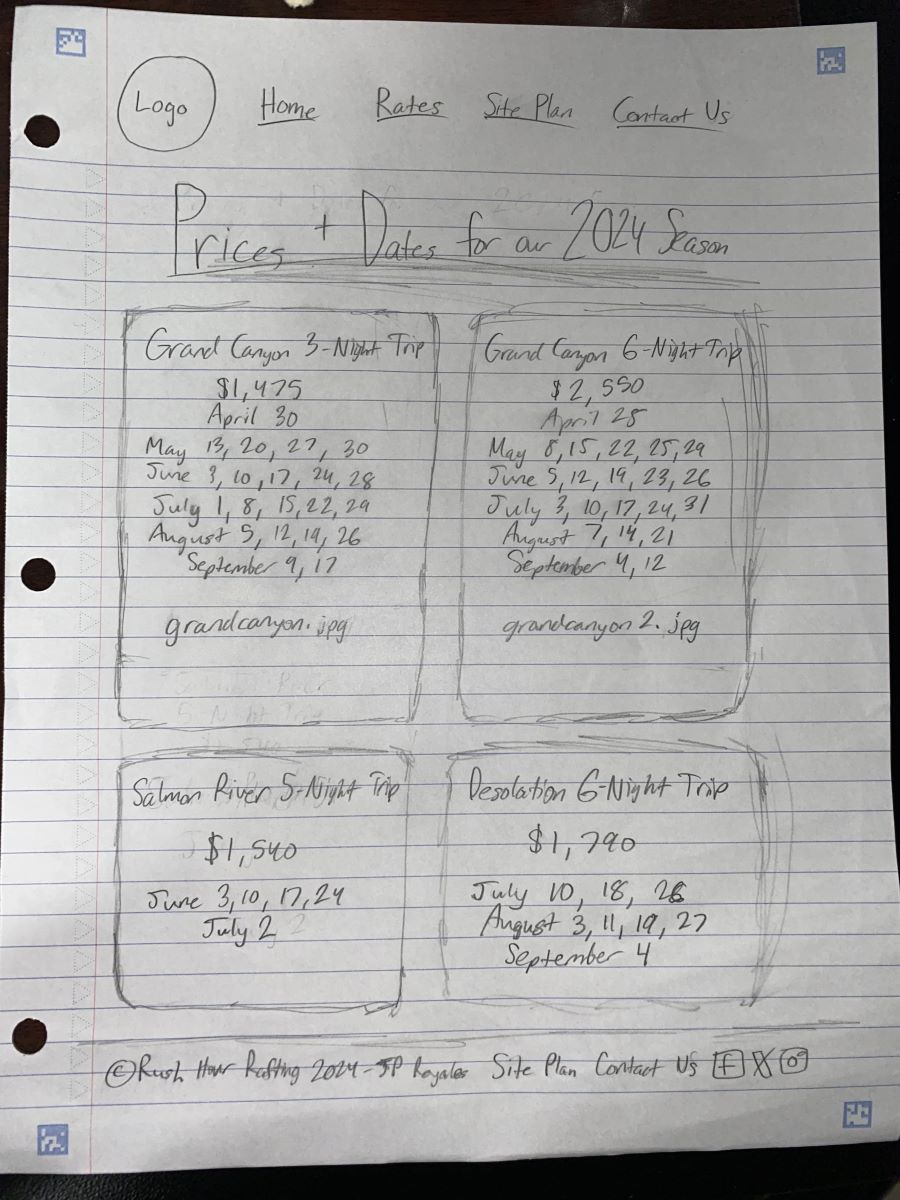 Logo Home Rates Site Plan Contact Us
Prices + Dates for our 2024 Season
Grand Canyon 3-Night Trip
$1,475
April 30
May 13, 20, 27, 30
June 3, 10, 17, 24, 28
July 1, 8, 15, 22, 29
August 5, 12, 19, 26
September 9, 17
grandcanyon.jpg
Grand Canyon 6-Night Trip
$2,550
April 28
May 8, 15, 22, 25, 29
June 5, 12, 19, 23, 26
July 3, 10, 17, 24, 31
August 7, 14, 21
September 4, 12
grandcanyon2.jpg
Salmon River 5-Night Trip
$1,540
June 3, 10, 17, 24
July 2
Desolation 6-Night Trip
$1,790
July 10, 18, 26
August 3, 11, 19, 27
September 4
©Rush Hour Rafting 2024 - JP Royales Site Plan Contact Us f X